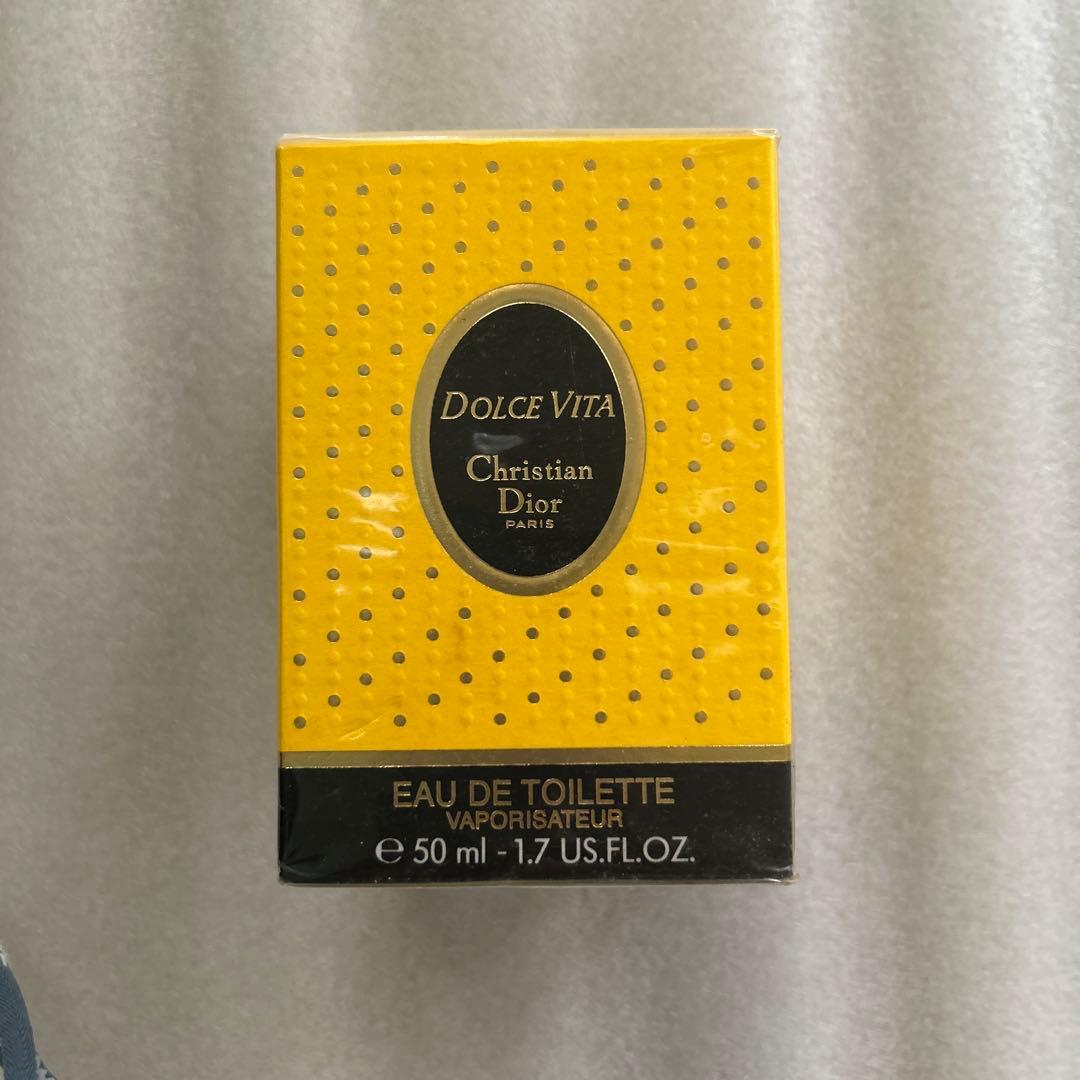 DOLCE VITA
Christian
Dior
PARIS
EAU DE TOILETTE
VAPORISATEUR
℮ 50 ml - 1.7 US.FL.OZ.